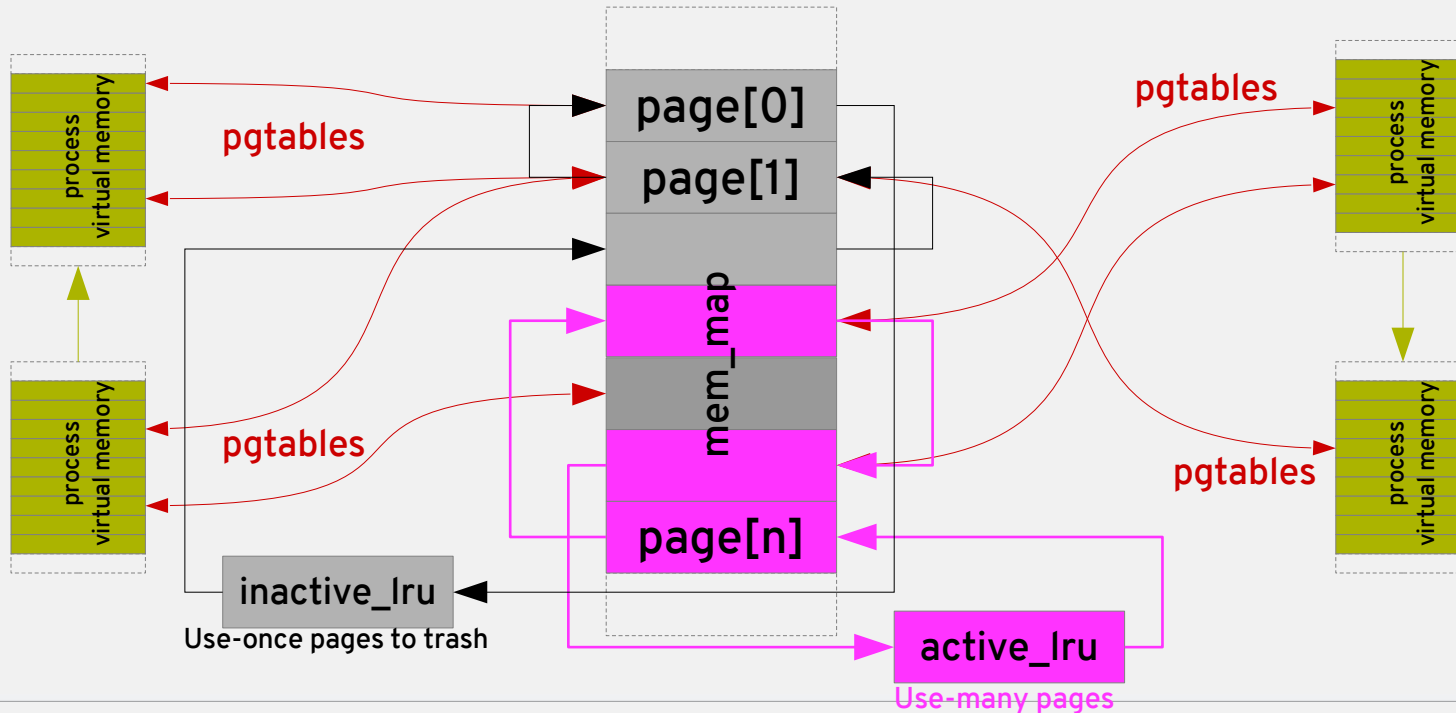 process
virtual memory
pgtables
page[0]
page[1]
mem_map
page[n]
pgtables
process
virtual memory
process
virtual memory
pgtables
pgtables
process
virtual memory
inactive_lru
Use-once pages to trash
active_lru
Use-many pages